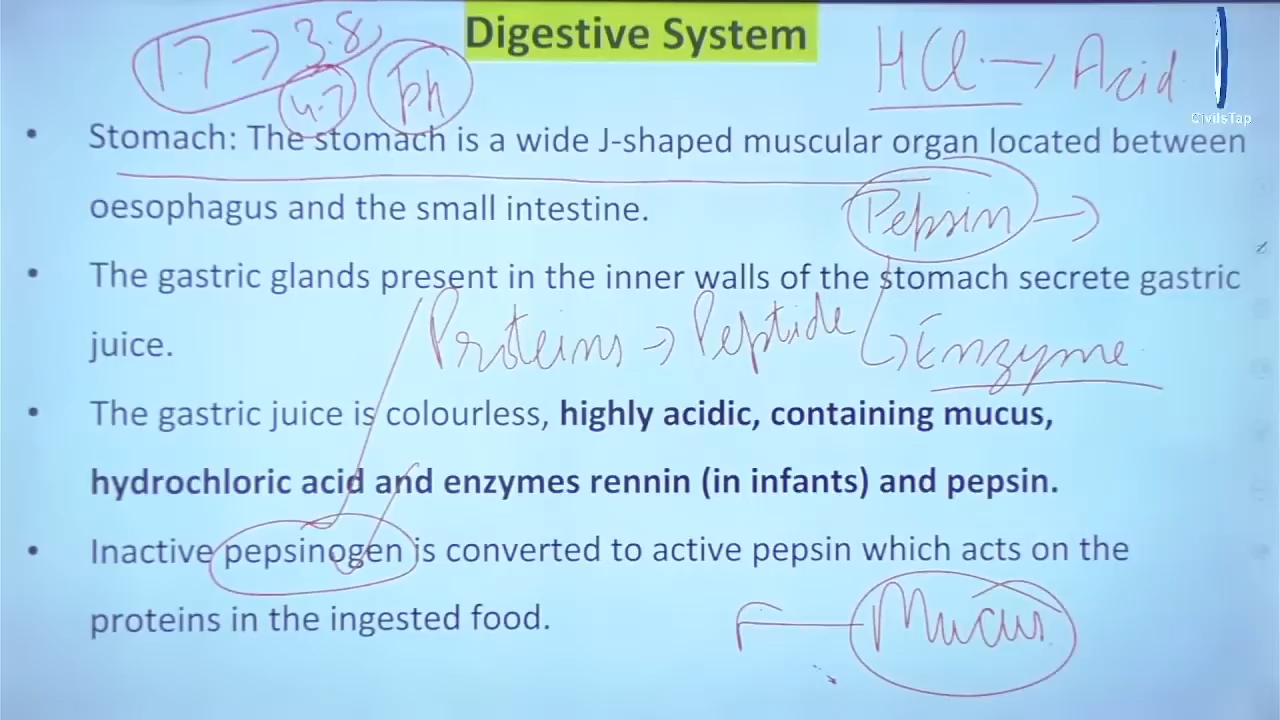 Digestive System
1.7 → 3.8
4.7
Ph
HCl → Acid
CivilsTap
• Stomach: The stomach is a wide J-shaped muscular organ located between
oesophagus and the small intestine.
Pepsin →
• The gastric glands present in the inner walls of the stomach secrete gastric
juice.
Proteins → Peptide
Enzyme
• The gastric juice is colourless, highly acidic, containing mucus,
hydrochloric acid and enzymes rennin (in infants) and pepsin.
• Inactive pepsinogen is converted to active pepsin which acts on the
proteins in the ingested food.
Mucus